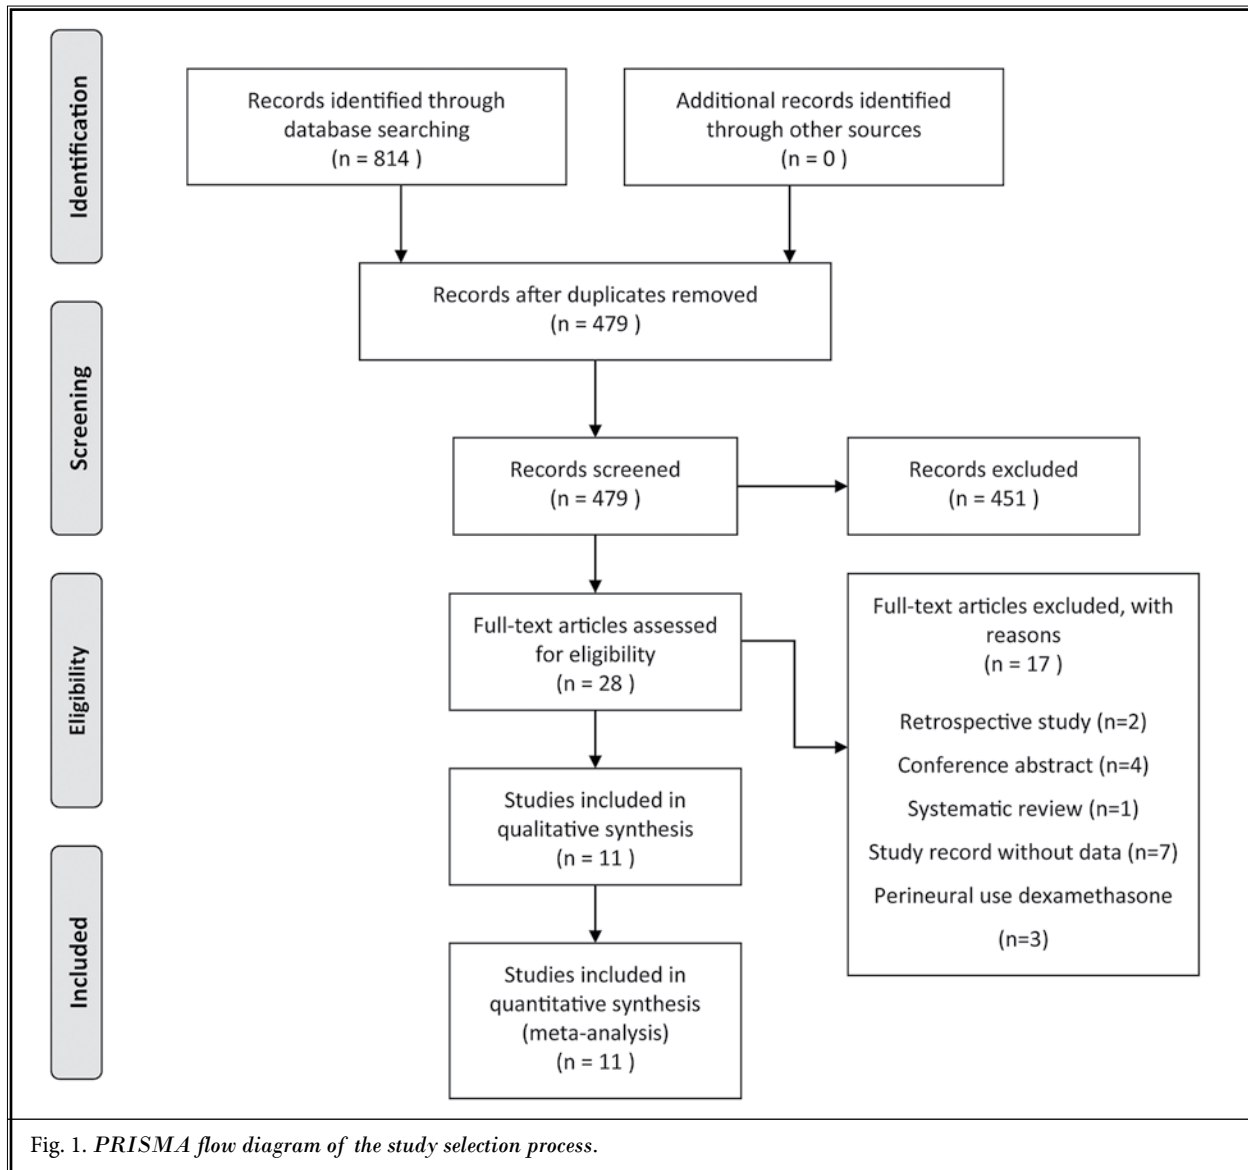 Identification
Records identified through
database searching
(n = 814 )
Additional records identified
through other sources
(n = 0 )
Records after duplicates removed
(n = 479 )
Screening
Records screened
(n = 479 )
Records excluded
(n = 451 )
Eligibility
Full-text articles assessed
for eligibility
(n = 28 )
Full-text articles excluded, with
reasons
(n = 17 )
Retrospective study (n=2)
Conference abstract (n=4)
Systematic review (n=1)
Study record without data (n=7)
Perineural use dexamethasone
(n=3)
Studies included in
qualitative synthesis
(n = 11 )
Included
Studies included in
quantitative synthesis
(meta-analysis)
(n = 11 )
Fig. 1. PRISMA flow diagram of the study selection process.